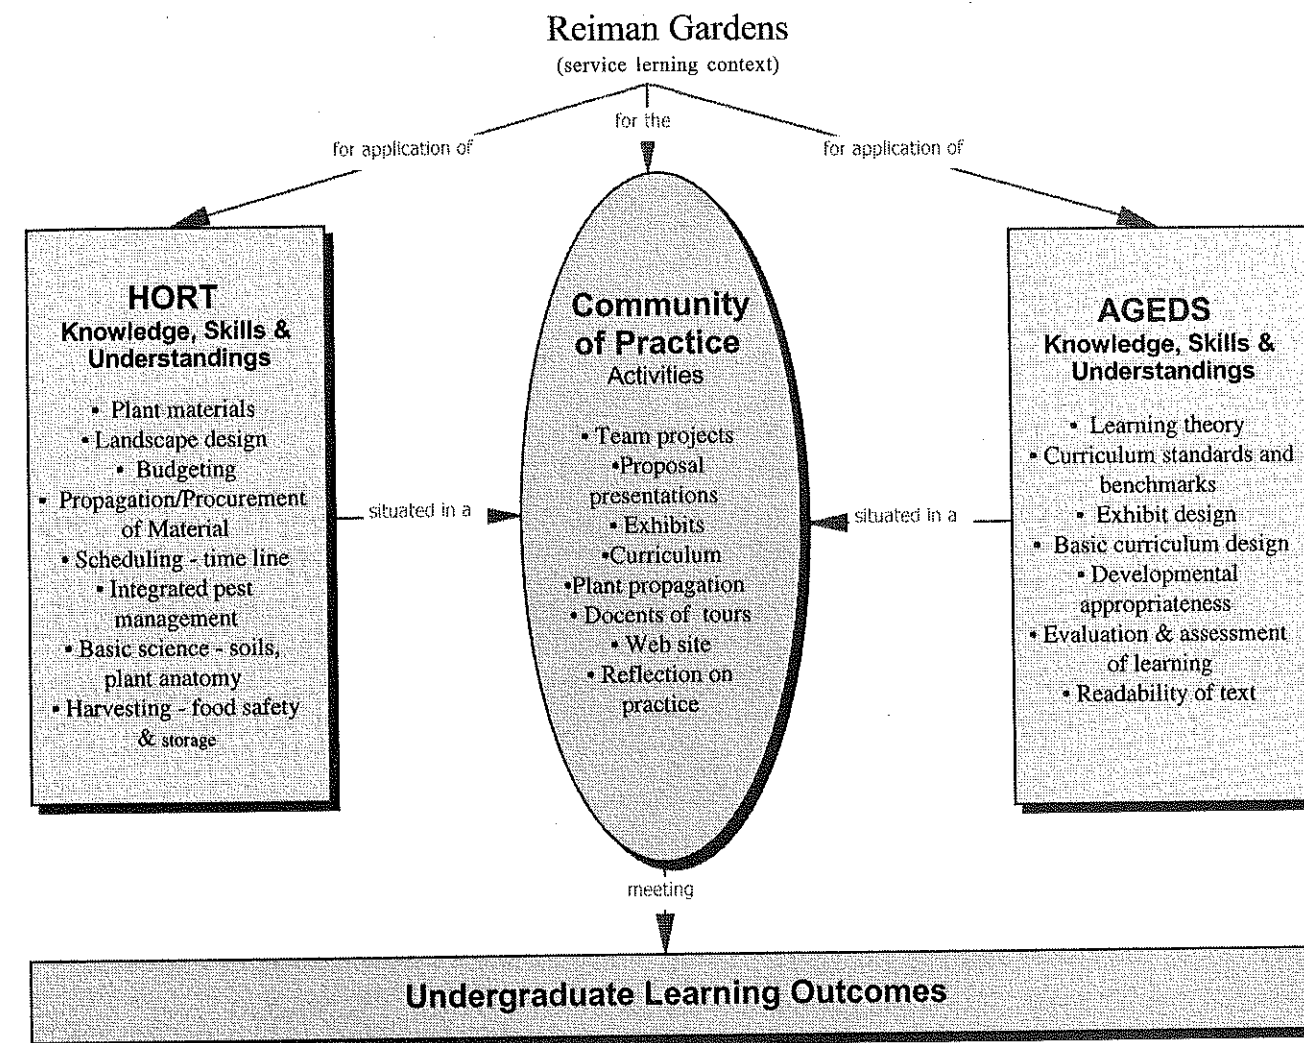 Reiman Gardens
(service lerning context)
for the
for application of
for application of
HORT
Knowledge, Skills &
Understandings
• Plant materials
• Landscape design
• Budgeting
• Propagation/Procurement
of Material
• Scheduling - time line
• Integrated pest
management
• Basic science - soils,
plant anatomy
• Harvesting - food safety
& storage
situated in a
Community
of Practice
Activities
• Team projects
•Proposal
presentations
• Exhibits
•Curriculum
•Plant propagation
• Docents of tours
• Web site
• Reflection on
practice
situated in a
AGEDS
Knowledge, Skills &
Understandings
• Learning theory
• Curriculum standards and
benchmarks
• Exhibit design
• Basic curriculum design
• Developmental
appropriateness
• Evaluation & assessment
of learning
• Readability of text
meeting
Undergraduate Learning Outcomes